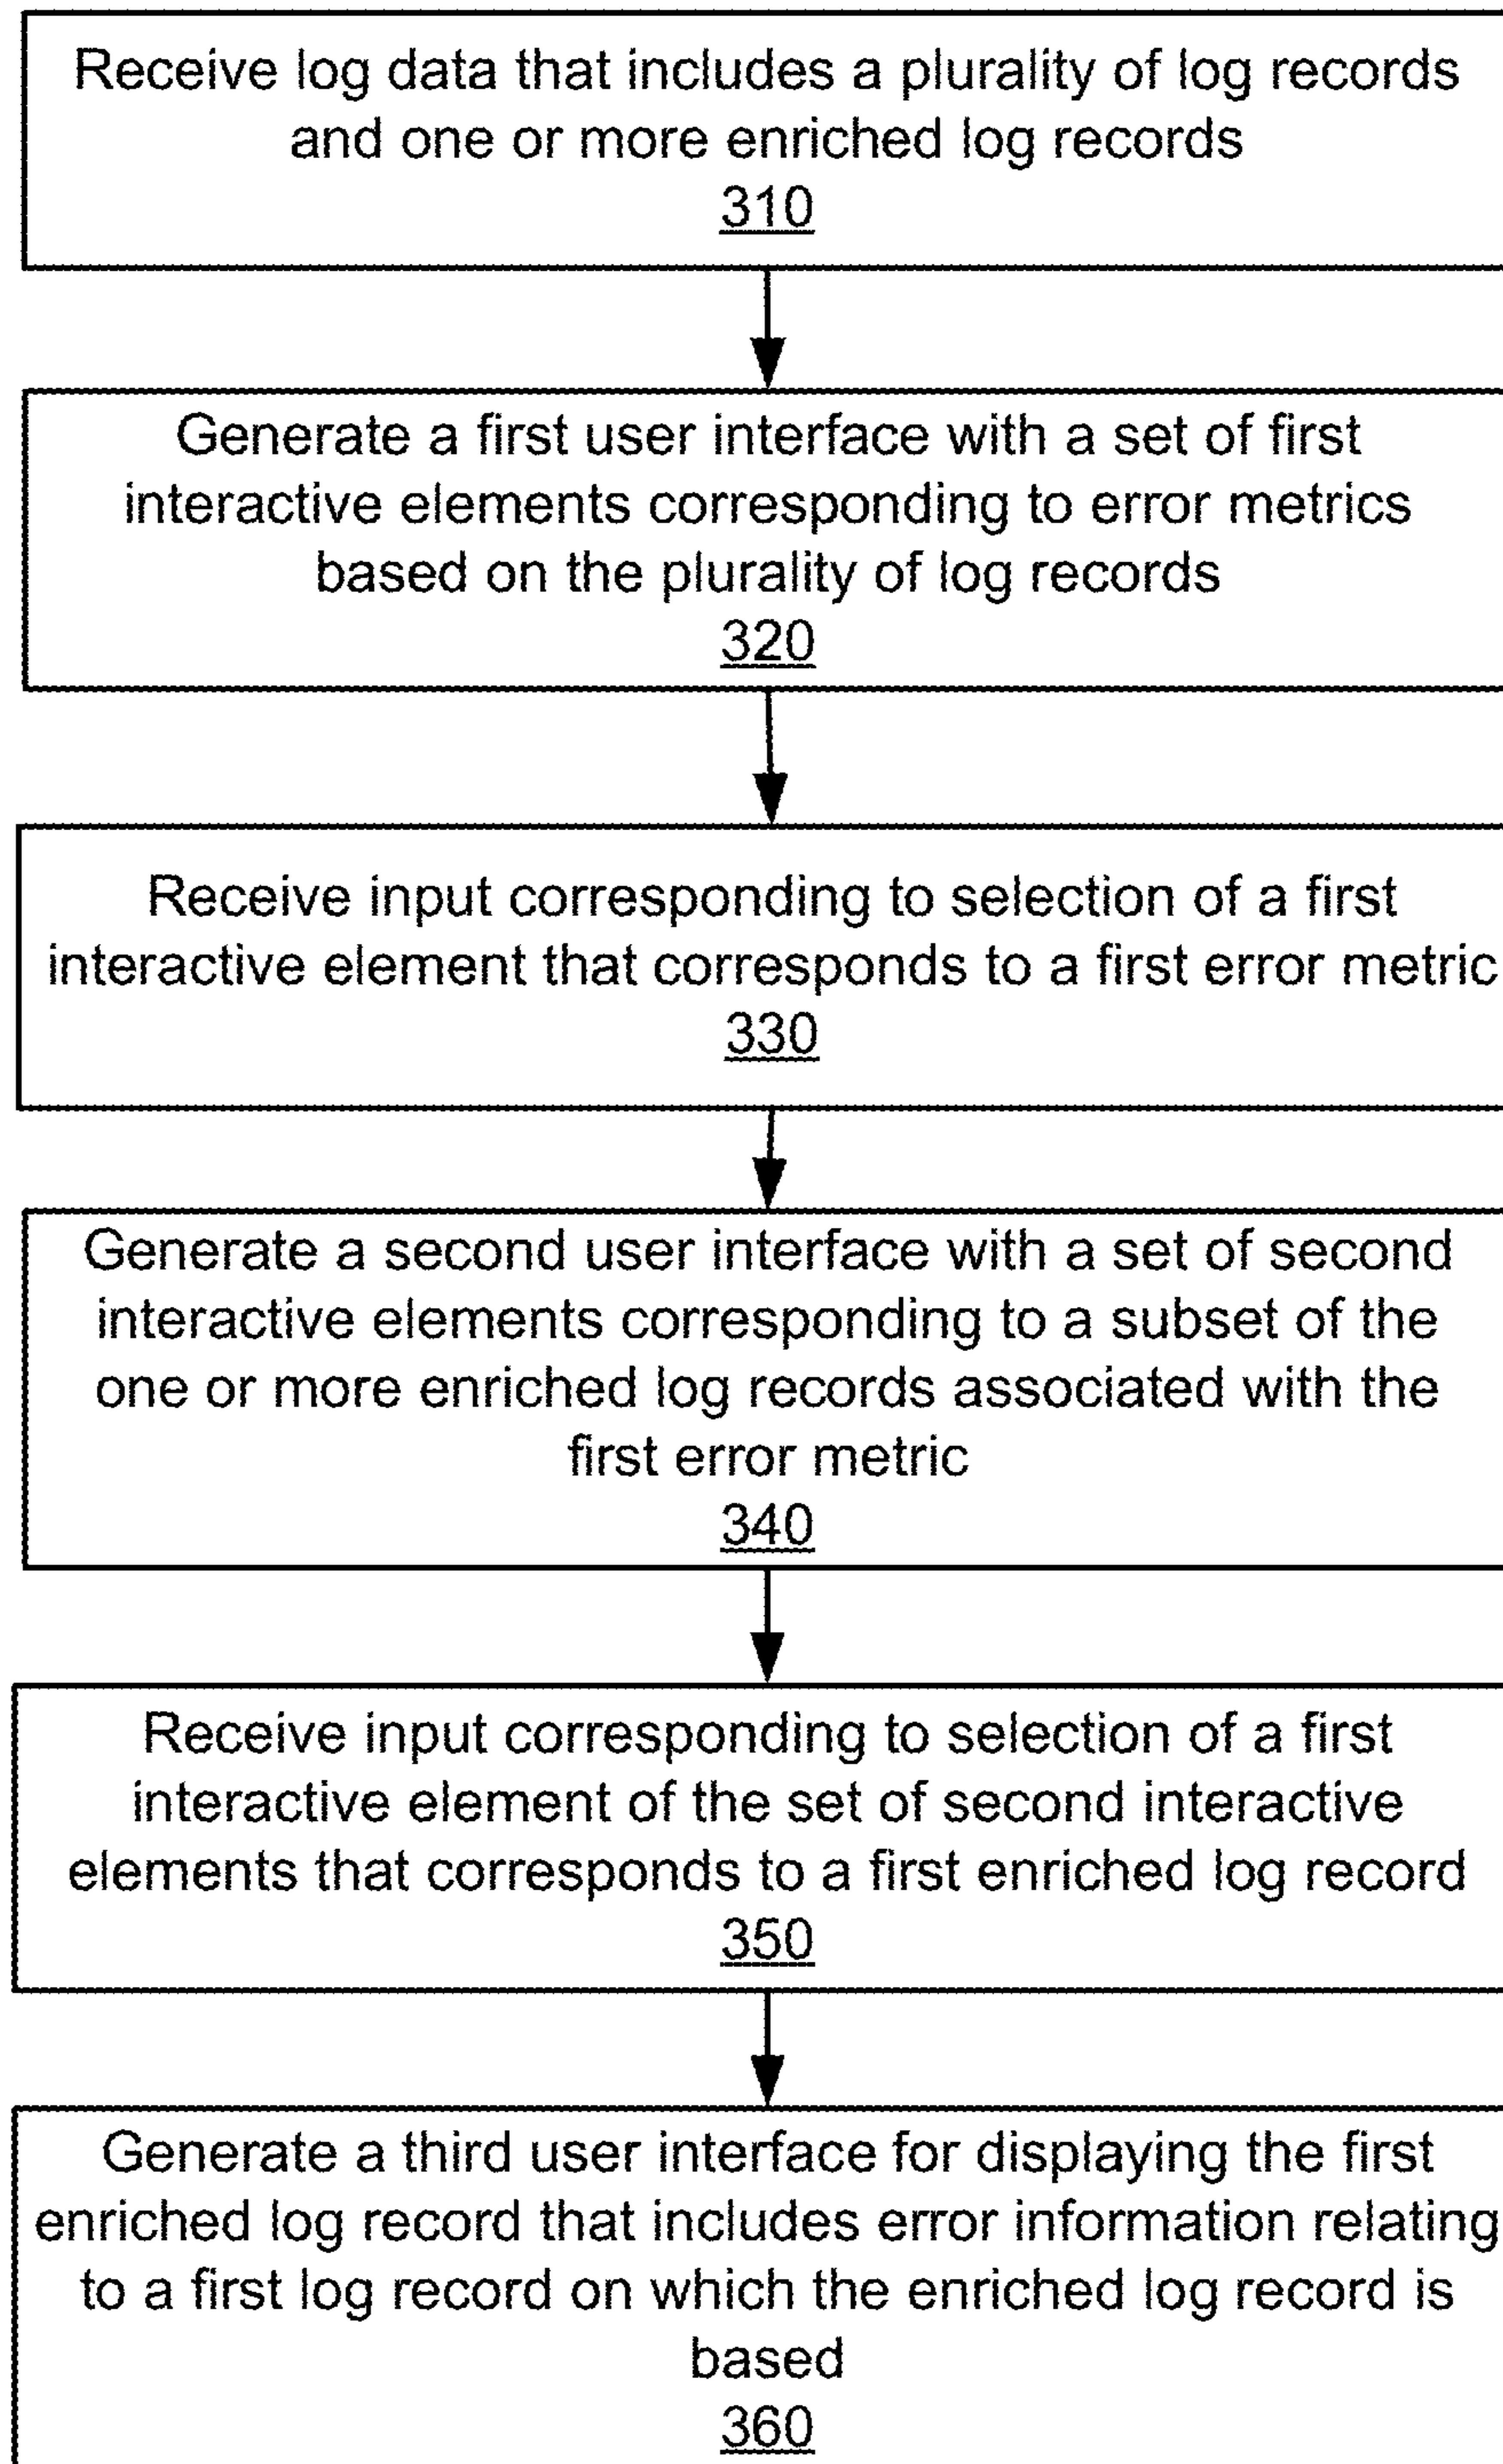 Receive log data that includes a plurality of log records
and one or more enriched log records
310
Generate a first user interface with a set of first
interactive elements corresponding to error metrics
based on the plurality of log records
320
Receive input corresponding to selection of a first
interactive element that corresponds to a first error metric
330
Generate a second user interface with a set of second
interactive elements corresponding to a subset of the
one or more enriched log records associated with the
first error metric
340
Receive input corresponding to selection of a first
interactive element of the set of second interactive
elements that corresponds to a first enriched log record
350
Generate a third user interface for displaying the first
enriched log record that includes error information relating
to a first log record on which the enriched log record is
based
360